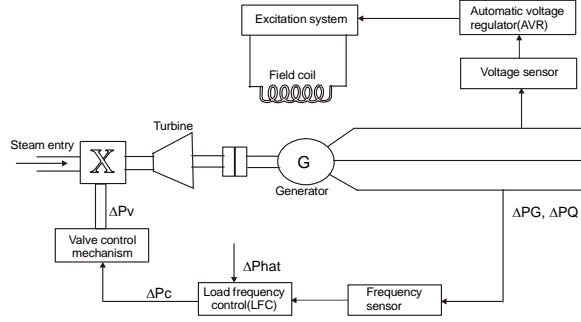 Excitation system
Automatic voltage
regulator(AVR)
Field coil
Voltage sensor
Turbine
Steam entry
X
G
Generator
ΔPv
ΔPG, ΔPQ
Valve control
mechanism
ΔPhat
ΔPc
Load frequency
control(LFC)
Frequency
sensor